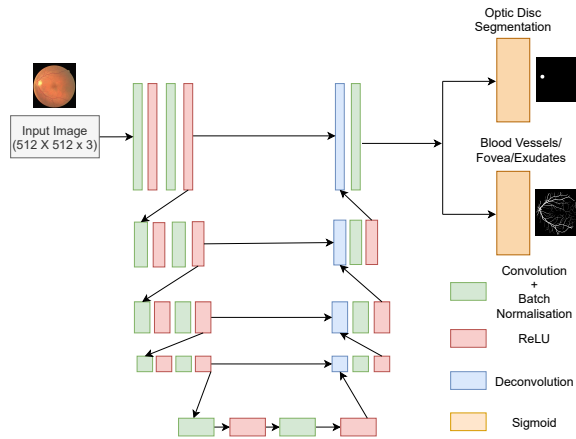 Optic Disc
Segmentation
Input Image
(512 X 512 x 3)
Blood Vessels/
Fovea/Exudates
Convolution
+
Batch
Normalisation
ReLU
Deconvolution
Sigmoid